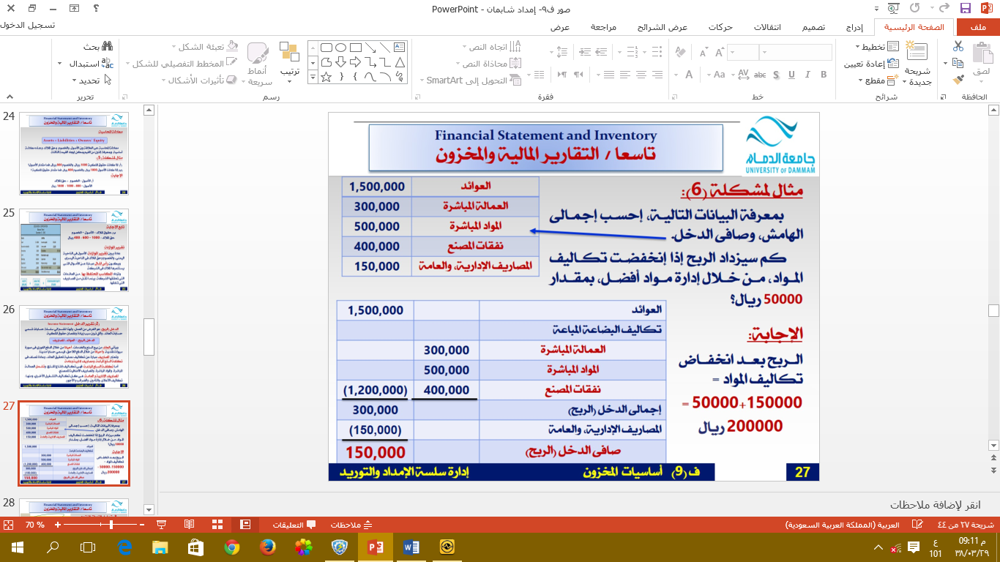 صور ف٩- إمداد شابمان - PowerPoint
تسجيل الدخول
ملف
الصفحة الرئيسية
إدراج
تصميم
انتقالات
حركات
عرض الشرائح
مراجعة
عرض
لصق
الحافظة
شريحة جديدة
تخطيط
إعادة تعيين
مقطع
شرائح
خط
اتجاه النص
محاذاة النص
التحويل إلى SmartArt
فقرة
ترتيب
أنماط سريعة
تعبئة الشكل
المخطط التفصيلي للشكل
تأثيرات الأشكال
رسم
بحث
استبدال
تحديد
تحرير
24
25
26
27
28
Financial Statement and Inventory
تاسعا / التقارير المالية والمخزون
جامعة الدمام
UNIVERSITY OF DAMMAM
مثال لمشكلة (6):
بمعرفة البيانات التالية، إحسب إجمالى
الهامش، وصافى الدخل.
كم سيزداد الربح إذا إنخفضت تكاليف
المواد، من خلال إدارة مواد أفضل، بمقدار
50000 ريال؟
العوائد 1,500,000
العمالة المباشرة 300,000
المواد المباشرة 500,000
نفقات المصنع 400,000
المصاريف الإدارية، والعامة 150,000
الإجابة:
الربح بعد انخفاض
تكاليف المواد =
150000+50000 =
200000 ريال
العوائد 1,500,000
تكاليف البضاعة المباعة
العمالة المباشرة 300,000
المواد المباشرة 500,000
نفقات المصنع 400,000 (1,200,000)
إجمالى الدخل (الربح) 300,000
المصاريف الإدارية، والعامة (150,000)
صافى الدخل (الربح) 150,000
27
ف(9) أساسيات المخزون
إدارة سلسة الإمداد والتوريد
انقر لإضافة ملاحظات
شريحة ٢٧ من ٤٤
العربية (المملكة العربية السعودية)
ملاحظات
التعليقات
70 %
09:11 م
٣٨/٠٣/٢٩
ع
101